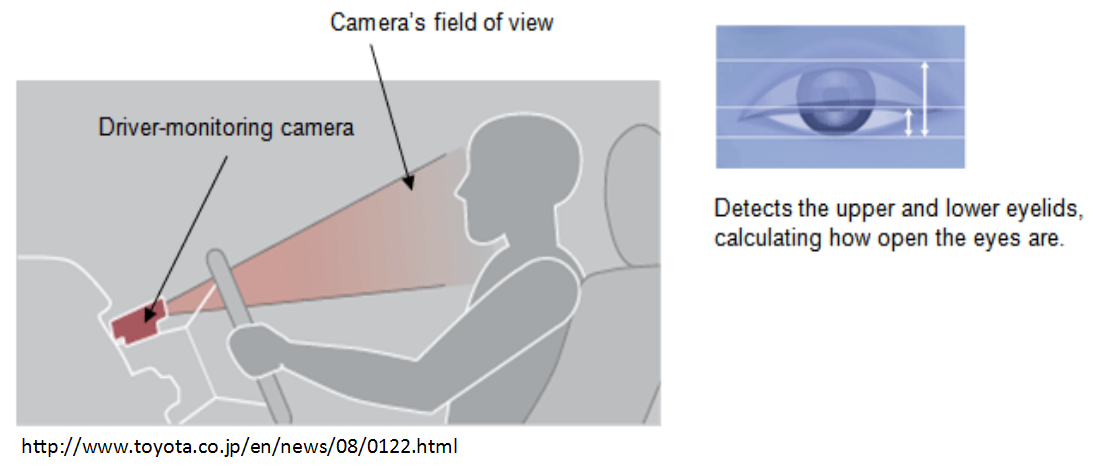 Camera's field of view
Driver-monitoring camera
Detects the upper and lower eyelids,
calculating how open the eyes are.
http://www.toyota.co.jp/en/news/08/0122.html